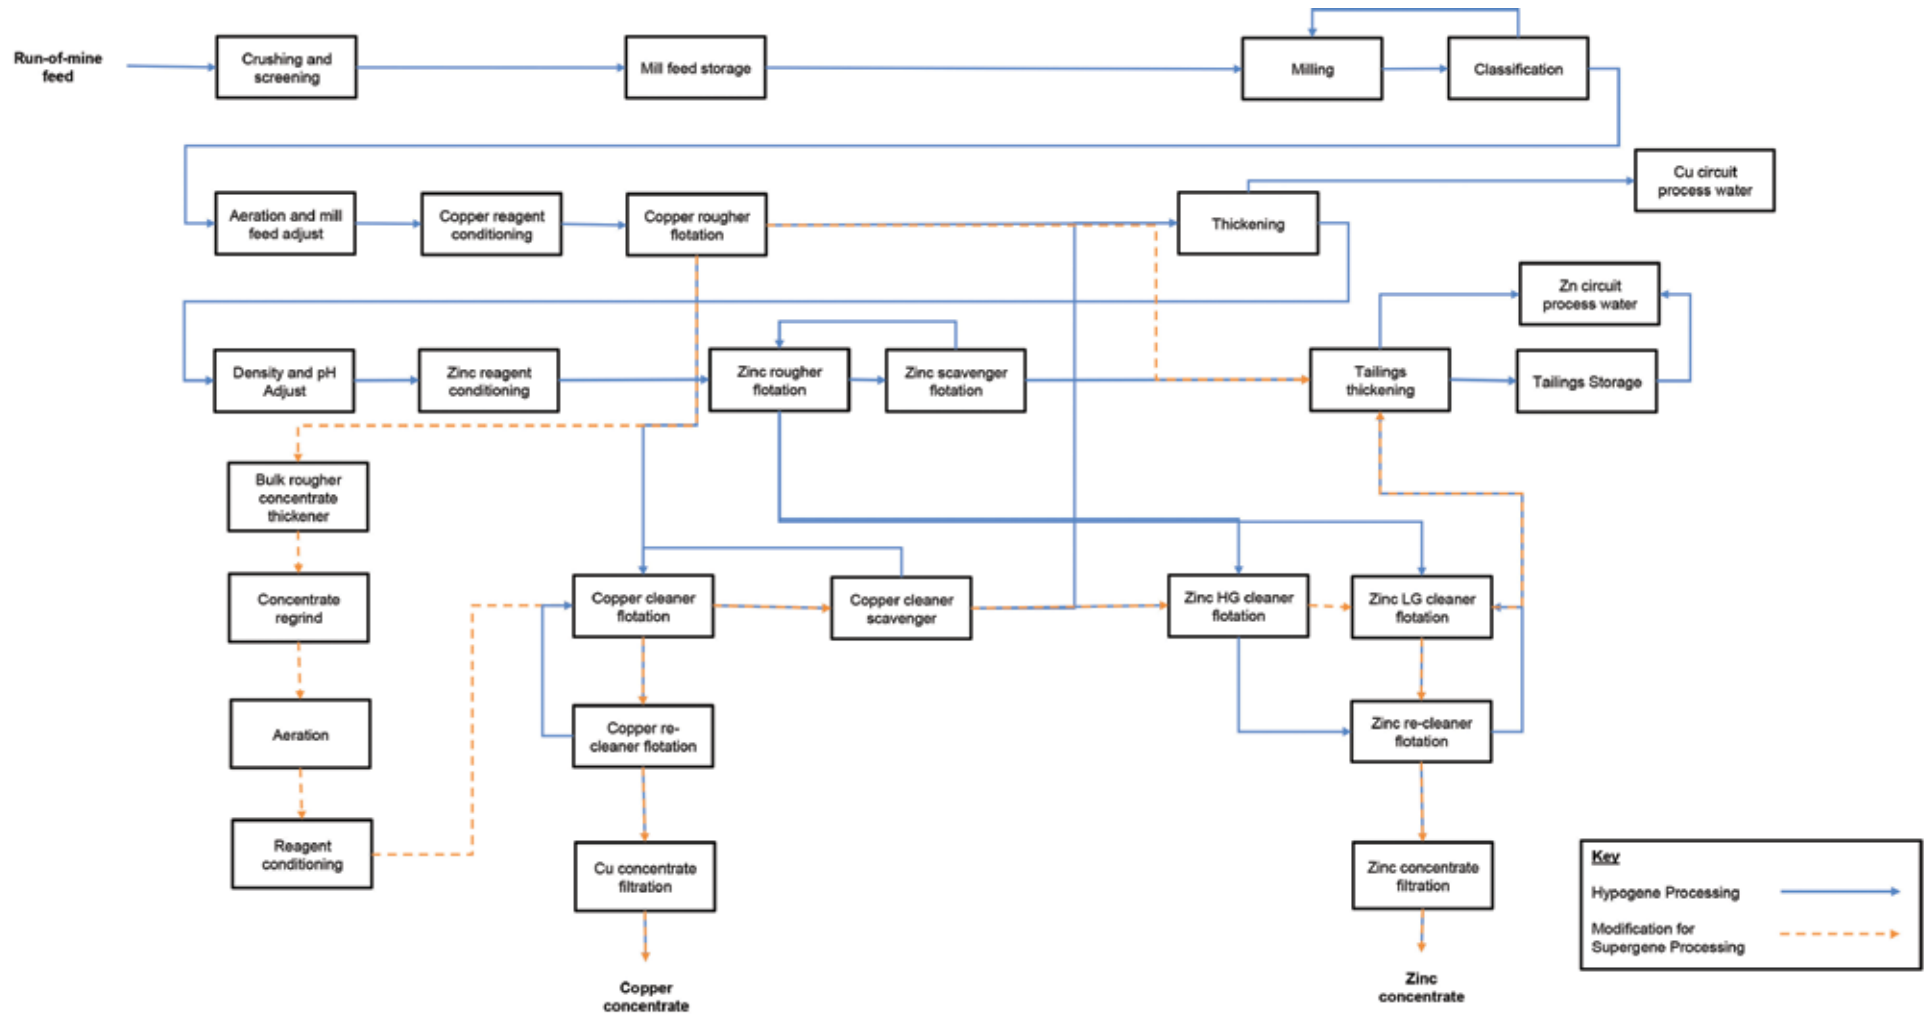 Run-of-mine
feed
Crushing and
screening
Mill feed storage
Milling
Classification
Cu circuit
process water
Aeration and mill
feed adjust
Copper reagent
conditioning
Copper rougher
flotation
Thickening
Zn circuit
process water
Density and pH
Adjust
Zinc reagent
conditioning
Zinc rougher
flotation
Zinc scavenger
flotation
Tailings
thickening
Tailings Storage
Bulk rougher
concentrate
thickener
Concentrate
regrind
Copper cleaner
flotation
Copper cleaner
scavenger
Zinc HG cleaner
flotation
Zinc LG cleaner
flotation
Aeration
Copper re-
cleaner flotation
Zinc re-cleaner
flotation
Reagent
conditioning
Cu concentrate
filtration
Zinc concentrate
filtration
Copper
concentrate
Zinc
concentrate
Key
Hypogene Processing
Modification for
Supergene Processing